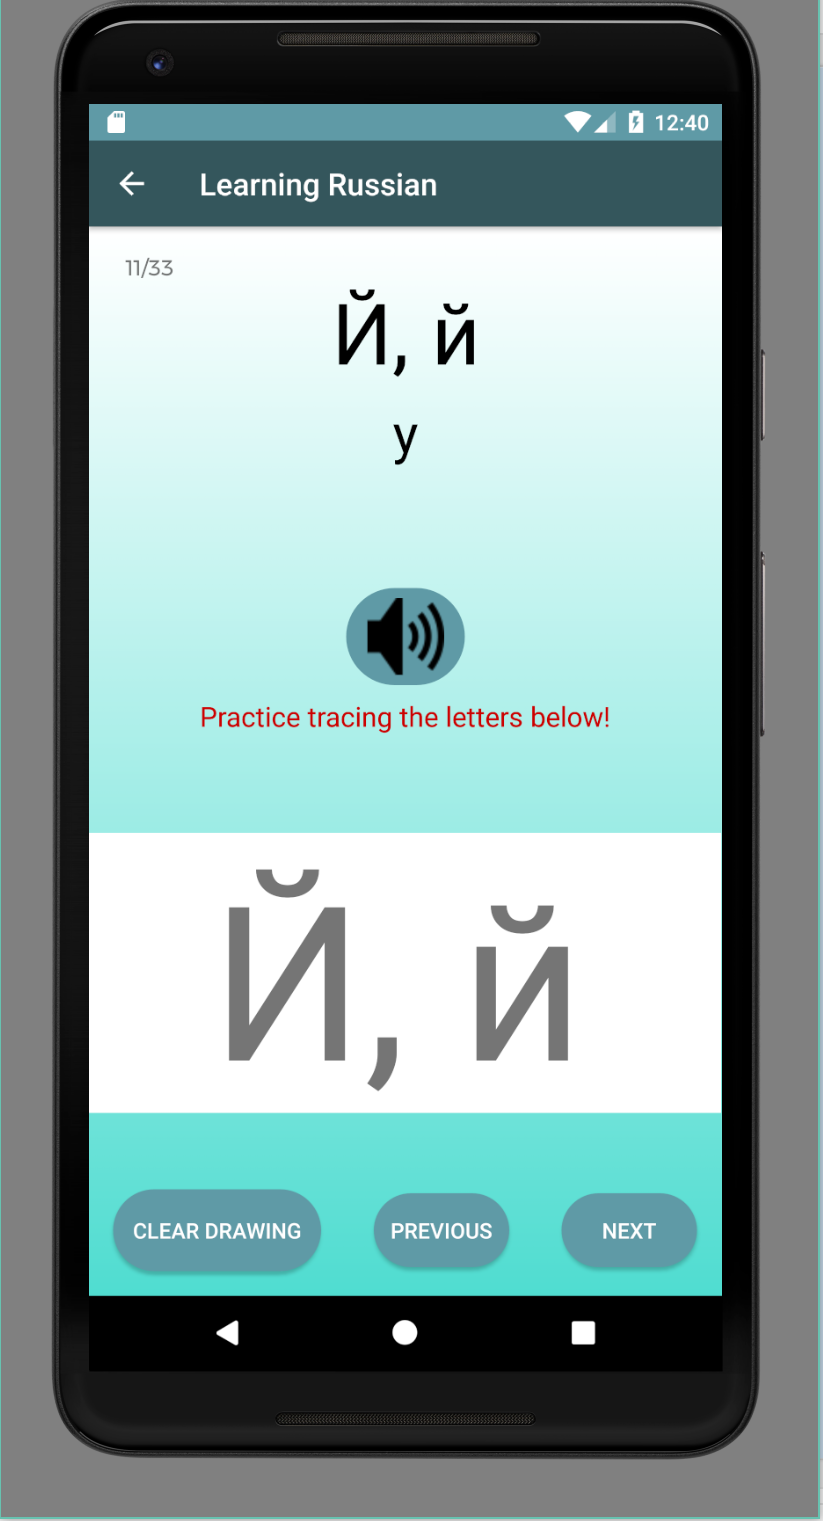 12:40
Learning Russian
11/33
Й, й
y
Practice tracing the letters below!
Й, й
CLEAR DRAWING PREVIOUS NEXT